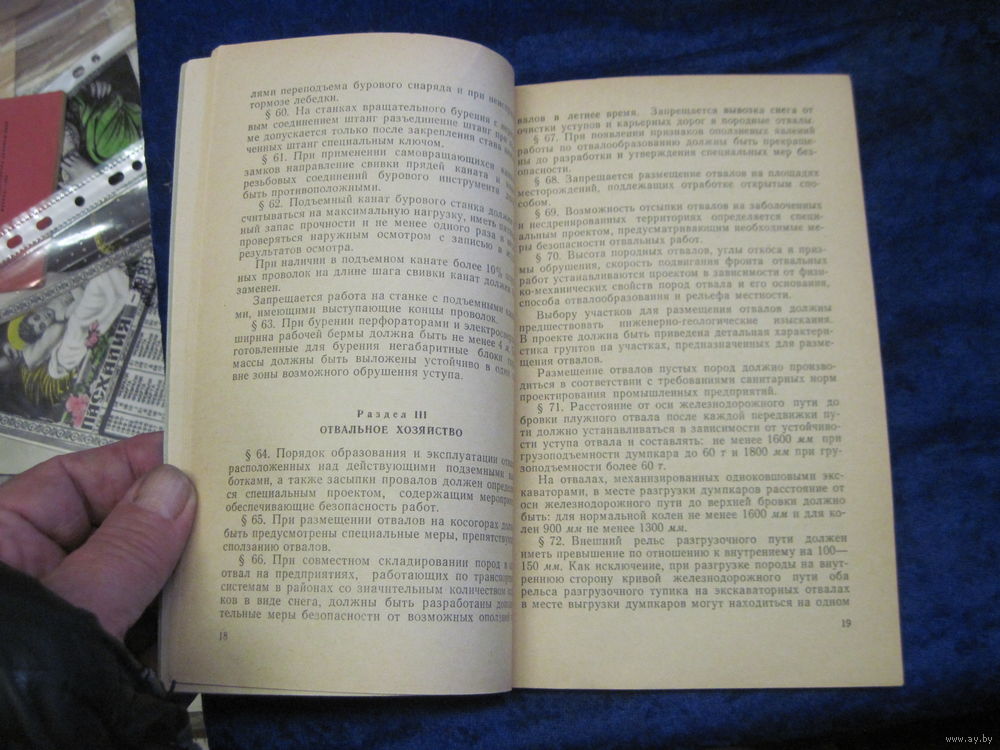 лями переподъема бурового снаряда и при
тормозе лебедки.
§ 60. На станках вращательного бурения с
вым соединением штанг разъединение штанг при
ме допускается только после закрепления става
ченных штанг специальным ключом.
§ 61. При применении самовращающихся
замков направление свивки прядей каната и
резьбовых соединений бурового инструмента
быть противоположными.
§ 62. Подъемный канат бурового станка должен
считываться на максимальную нагрузку, иметь
ный запас прочности и не менее одного раза в
проверяться наружным осмотром с записью в
результатов осмотра.
При наличии в подъемном канате более 10%
ных проволок на длине шага свивки канат должен
заменен.
Запрещается работа на станке с подъемными
ми, имеющими выступающие концы проволок.
§ 63. При бурении перфораторами и
ширина рабочей бермы должна быть не менее 4 м.
готовленные для бурения негабаритные блоки
массы должны быть выложены устойчиво в один
вне зоны возможного обрушения уступа.
Раздел III
ОТВАЛЬНОЕ ХОЗЯЙСТВО
§ 64. Порядок образования и эксплуатации
расположенных над действующими подземными
ботками, а также засыпки провалов должен
ся специальным проектом, содержащим
обеспечивающие безопасность работ.
§ 65. При размещении отвалов на косогорах
быть предусмотрены специальные меры,
сползанию отвалов.
§ 66. При совместном складировании пород и
отвал на предприятиях, работающих по
системам в районах со значительным количеством
ков в виде снега, должны быть разработаны
тельные меры безопасности от возможных
18
валов в летнее время. Запрещается вывозка снега от
очистки уступов и карьерных дорог в породные отвалы.
§ 67. При появлении признаков оползневых явлений
работы по отвалообразованию должны быть прекраще-
ны до разработки и утверждения специальных мер без-
опасности.
§ 68. Запрещается размещение отвалов на площадях
месторождений, подлежащих отработке открытым спо-
собом.
§ 69. Возможность отсыпки отвалов на заболоченных
и несдренированных территориях определяется специ-
альным проектом, предусматривающим необходимые ме-
ры безопасности отвальных работ.
§ 70. Высота породных отвалов, углы откоса и приз-
мы обрушения, скорость подвигания фронта отвальных
работ устанавливаются проектом в зависимости от физи-
ко-механических свойств пород отвала и его основания,
способа отвалообразования и рельефа местности.
Выбору участков для размещения отвалов должны
предшествовать инженерно-геологические изыскания.
В проекте должна быть приведена детальная характери-
стика грунтов на участках, предназначенных для разме-
щения отвалов.
Размещение отвалов пустых пород должно произво-
диться в соответствии с требованиями санитарных норм
проектирования промышленных предприятий.
§ 71. Расстояние от оси железнодорожного пути до
бровки плужного отвала после каждой передвижки пу-
ти должно устанавливаться в зависимости от устойчиво-
сти уступа отвала и составлять: не менее 1600 мм при
грузоподъемности думпкара до 60 т и 1800 мм при гру-
зоподъемности более 60 т.
На отвалах, механизированных одноковшовыми экс-
каваторами, в месте разгрузки думпкаров расстояние от
оси железнодорожного пути до верхней бровки должно
быть: для нормальной колеи не менее 1600 мм и для ко-
леи 900 мм не менее 1300 мм.
§ 72. Внешний рельс разгрузочного пути должен
иметь превышение по отношению к внутреннему на 100—
150 мм. Как исключение, при разгрузке породы на внут-
реннюю сторону кривой железнодорожного пути оба
рельса разгрузочного тупика на экскаваторных отвалах
в месте выгрузки думпкаров могут находиться на одном
19
ПАСХАЛИЯ
www.ay.by